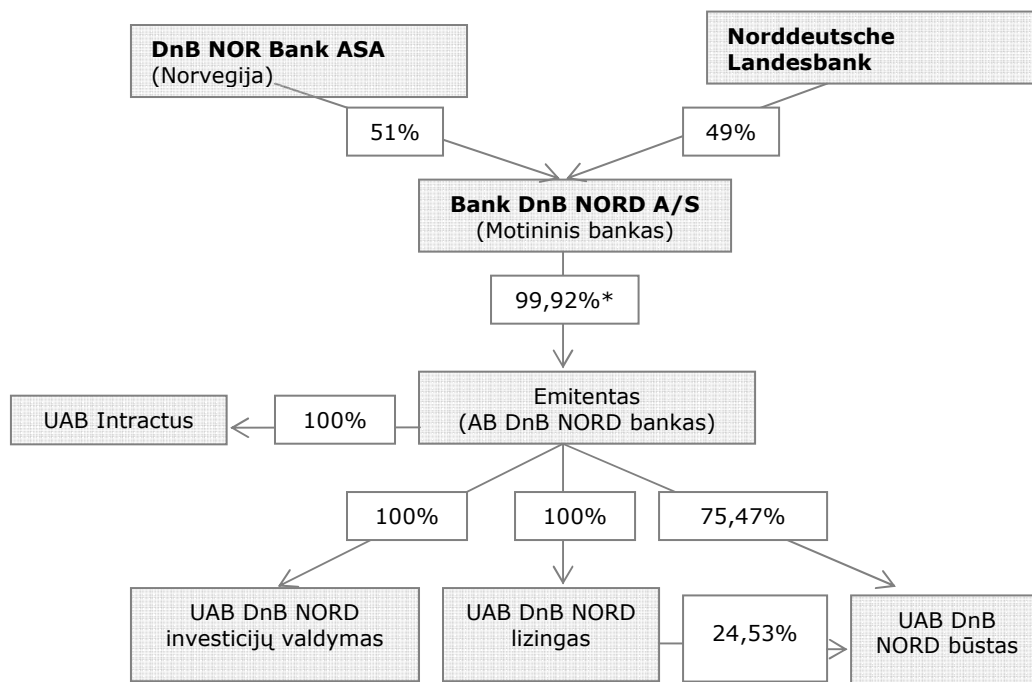 DnB NOR Bank ASA
(Norvegija)
Norddeutsche
Landesbank
51%
49%
Bank DnB NORD A/S
(Motininis bankas)
99,92%*
Emitentas
(AB DnB NORD bankas)
UAB Intractus
100%
100%
100%
75,47%
UAB DnB NORD
investicijų valdymas
UAB DnB NORD
lizingas
24,53%
UAB DnB
NORD būstas